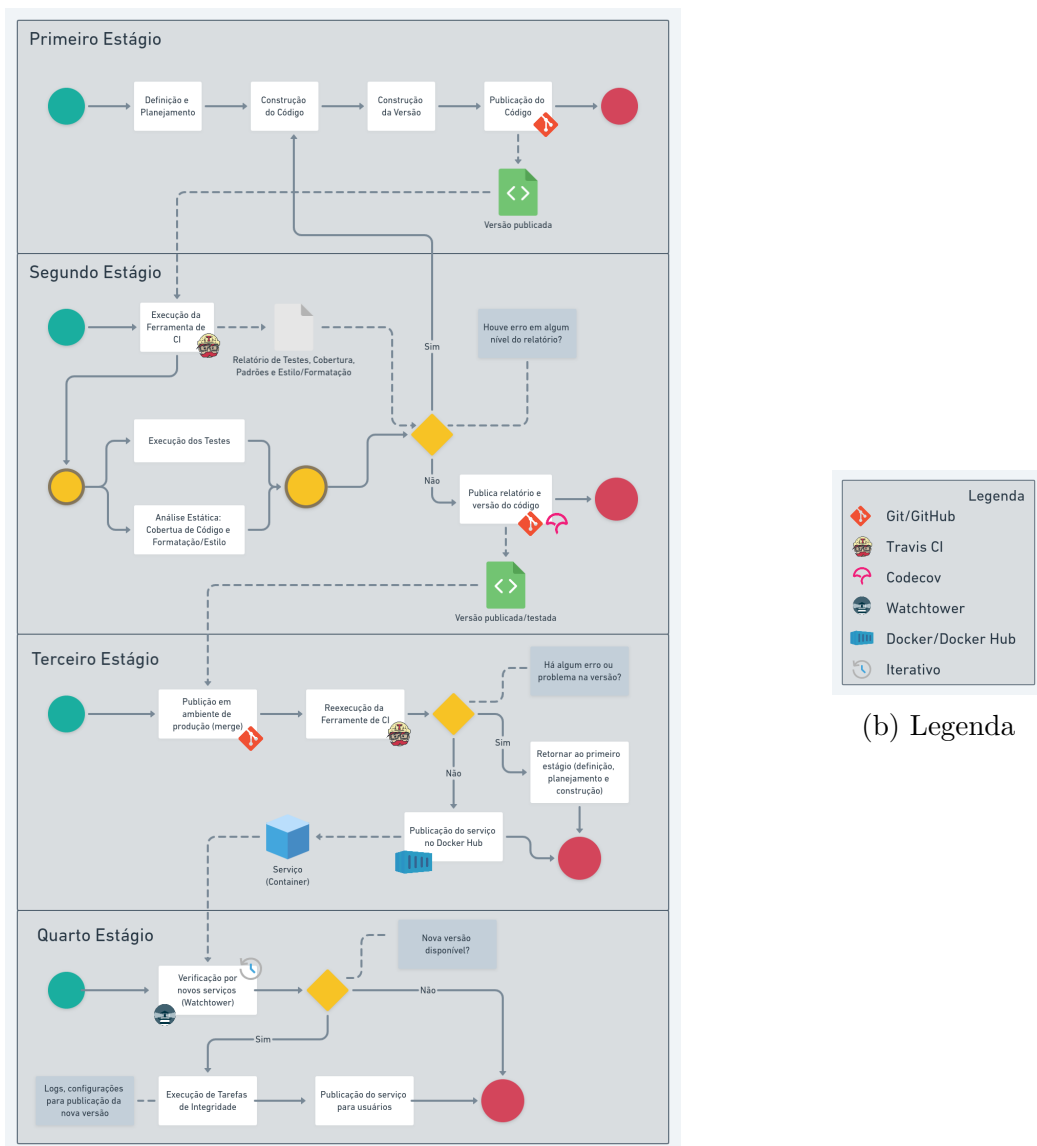 Primeiro Estágio
Definição e
Planejamento
Construção
do Código
Construção
da Versão
Publicação do
Código
Versão publicada
Segundo Estágio
Execução da
Ferramenta de
CI
Relatório de Testes, Cobertura,
Padrões e Estilo/Formatação
Sim
Houve erro em algum
nível do relatório?
Execução dos Testes
Análise Estática:
Cobertua de Código e
Formatação/Estilo
Não
Publica relatório e
versão do código
Versão publicada/testada
Terceiro Estágio
Publição em
ambiente de
produção (merge)
Reexecução da
Ferramente de CI
Há algum erro ou
problema na versão?
Sim
Não
Retornar ao primeiro
estágio (definição,
planejamento e
construção)
Publicação do serviço
no Docker Hub
Serviço
(Container)
Quarto Estágio
Verificação por
novos serviços
(Watchtower)
Nova versão
disponível?
Não
Sim
Logs, configurações
para publicação da
nova versão
Execução de Tarefas
de Integridade
Publicação do serviço
para usuários
Legenda
Git/GitHub
Travis CI
Codecov
Watchtower
Docker/Docker Hub
Iterativo
(b) Legenda